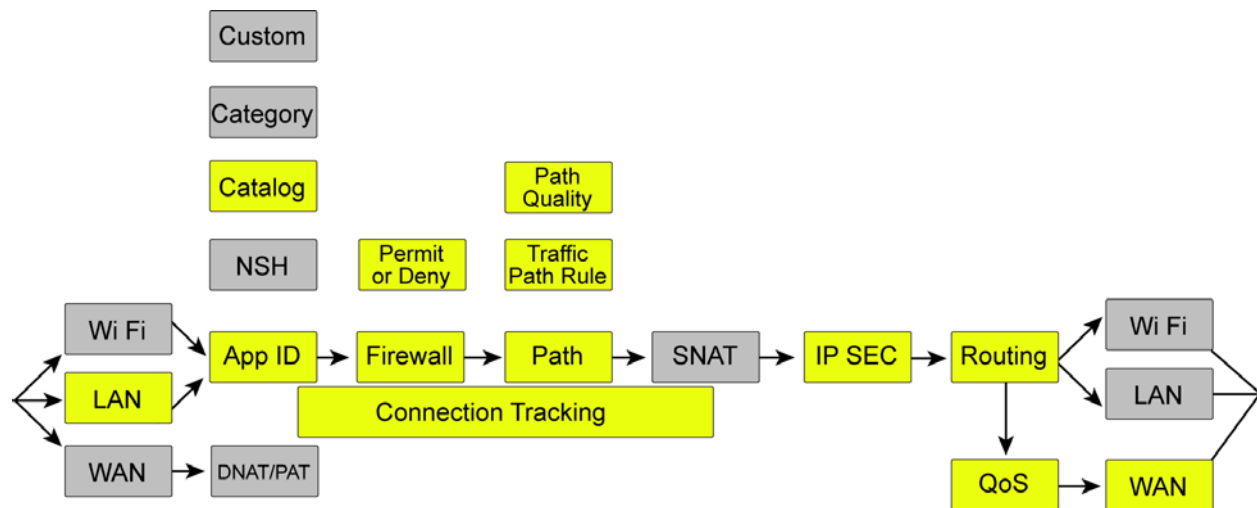 Custom
Category
Catalog
Path
Quality
NSH
Permit
or Deny
Traffic
Path Rule
Wi Fi
Wi Fi
App ID
Firewall
Path
SNAT
IP SEC
Routing
LAN
LAN
Connection Tracking
WAN
DNAT/PAT
QoS
WAN